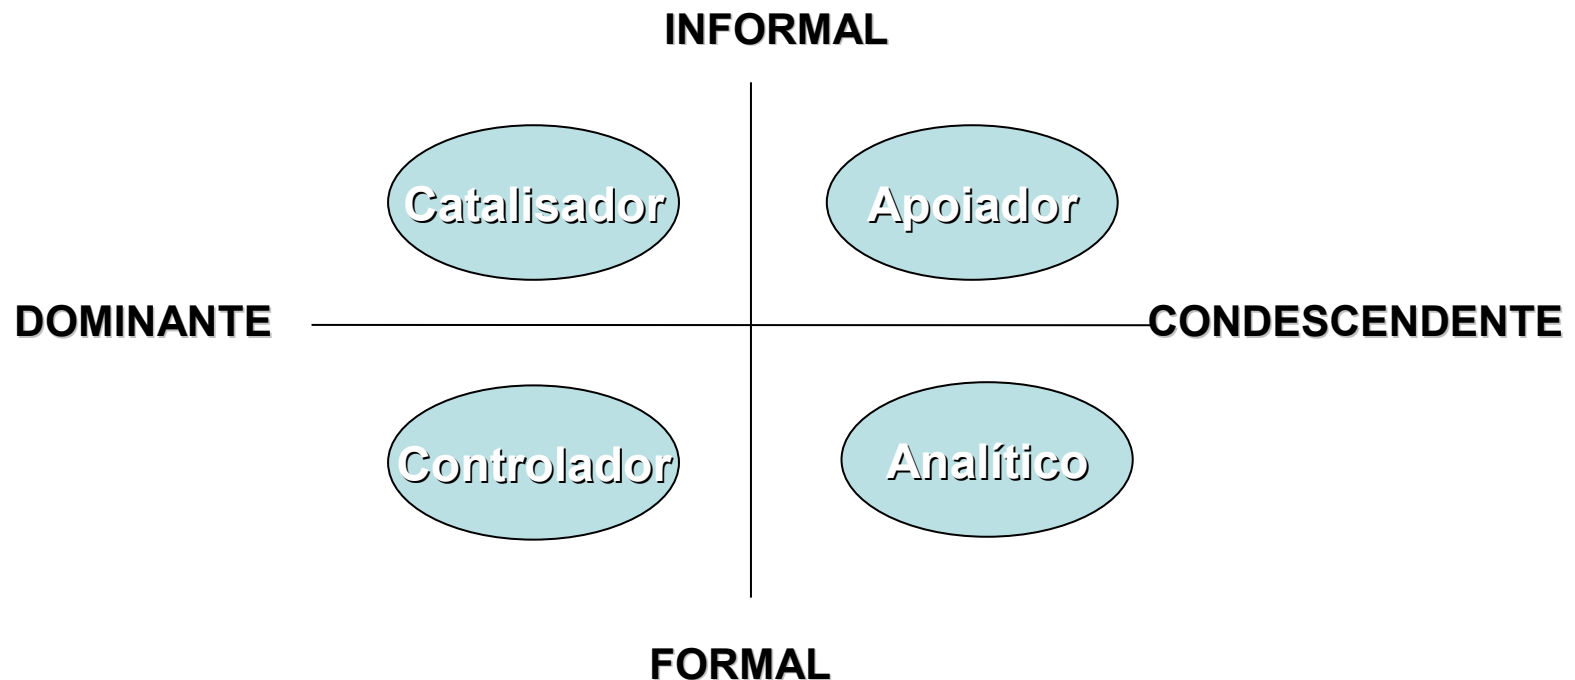 INFORMAL
Catalisador
Apoiador
DOMINANTE
CONDESCENDENTE
Controlador
Analítico
FORMAL